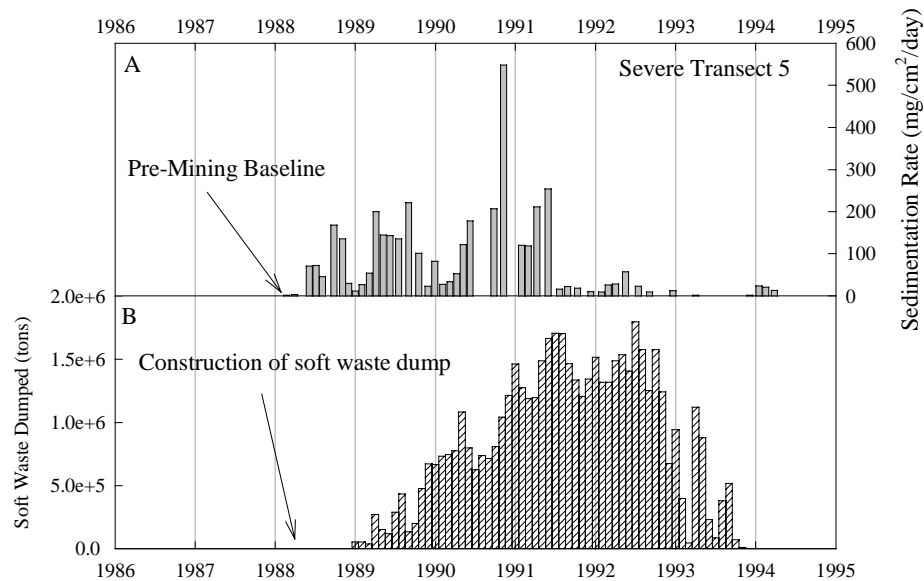 1986 1987 1988 1989 1990 1991 1992 1993 1994 1995
A
Severe Transect 5
Pre-Mining Baseline
600
500
400
300
200
100
0
Sedimentation Rate (mg/cm²/day)
B
Construction of soft waste dump
2.0e+6
1.5e+6
1.0e+6
5.0e+5
0.0
Soft Waste Dumped (tons)
1986 1987 1988 1989 1990 1991 1992 1993 1994 1995